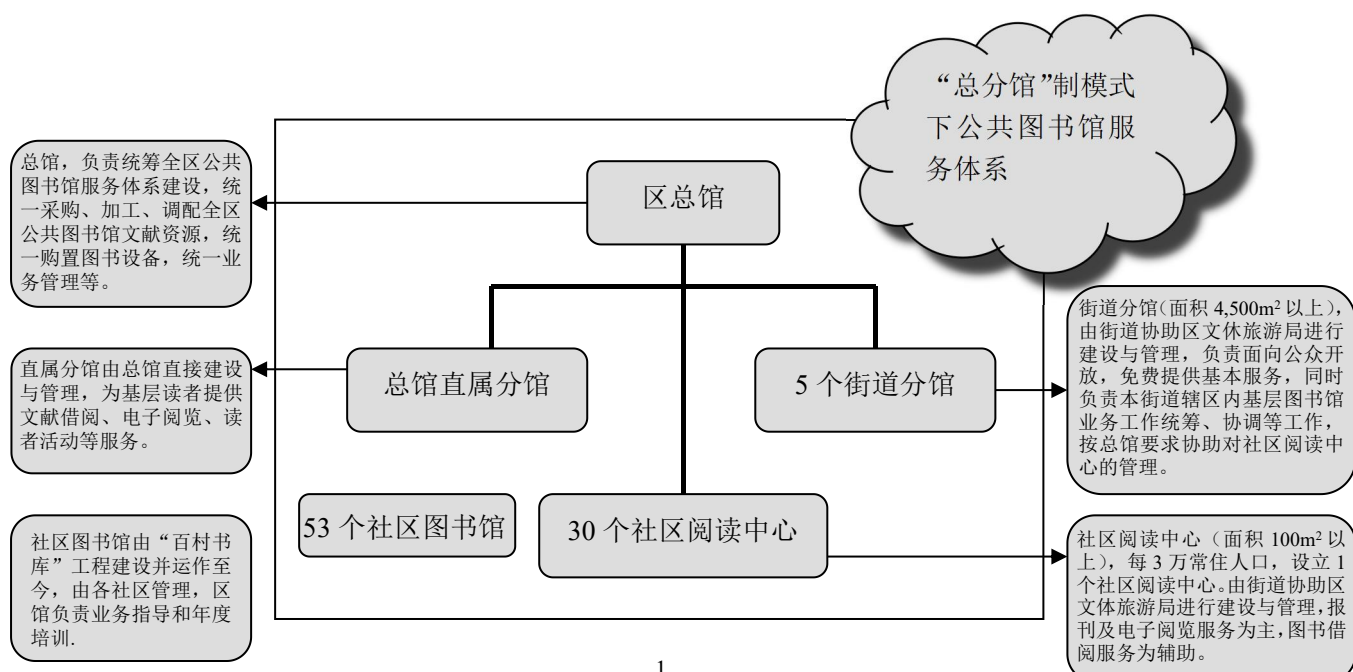 “总分馆”制模式
下公共图书馆服
务体系
总馆，负责统筹全区公共
图书馆服务体系建设，统
一采购、加工、调配全区
公共图书馆文献资源，统
一购置图书设备，统一业
务管理等。
区总馆
直属分馆由总馆直接建设
与管理，为基层读者提供
文献借阅、电子阅览、读
者活动等服务。
总馆直属分馆
5 个街道分馆
街道分馆（面积 4,500m² 以上），
由街道协助区文体旅游局进行
建设与管理，负责面向公众开
放，免费提供基本服务，同时
负责本街道辖区内基层图书馆
业务工作统筹、协调等工作，
按总馆要求协助对社区阅读中
心的管理。
53 个社区图书馆
30 个社区阅读中心
社区图书馆由“百村书
库”工程建设并运作至
今，由各社区管理，区
馆负责业务指导和年度
培训.
社区阅读中心（面积 100m² 以
上），每 3 万常住人口，设立 1
个社区阅读中心。由街道协助区
文体旅游局进行建设与管理，报
刊及电子阅览服务为主，图书借
阅服务为辅助。
1